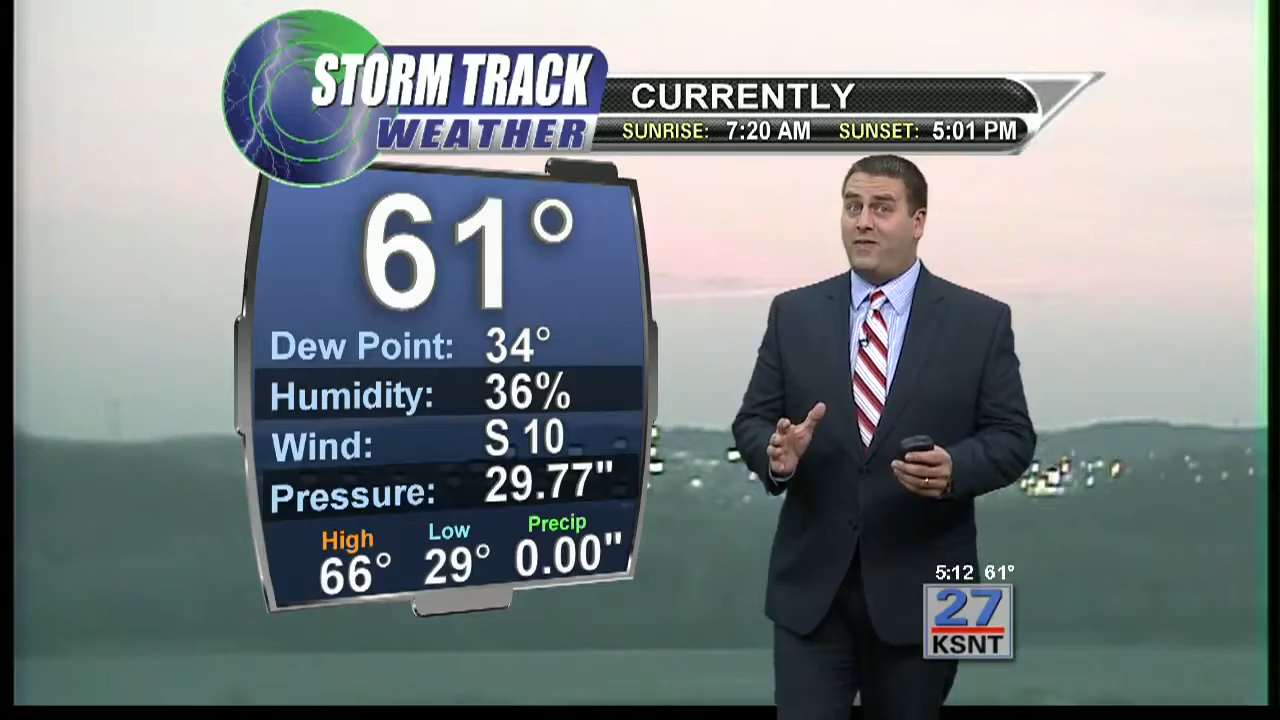 STORM TRACK
WEATHER
CURRENTLY
SUNRISE: 7:20 AM SUNSET: 5:01 PM
61°
Dew Point: 34°
Humidity: 36%
Wind: S 10
Pressure: 29.77"
High Low Precip
66° 29° 0.00"
5:12 61°
27
KSNT